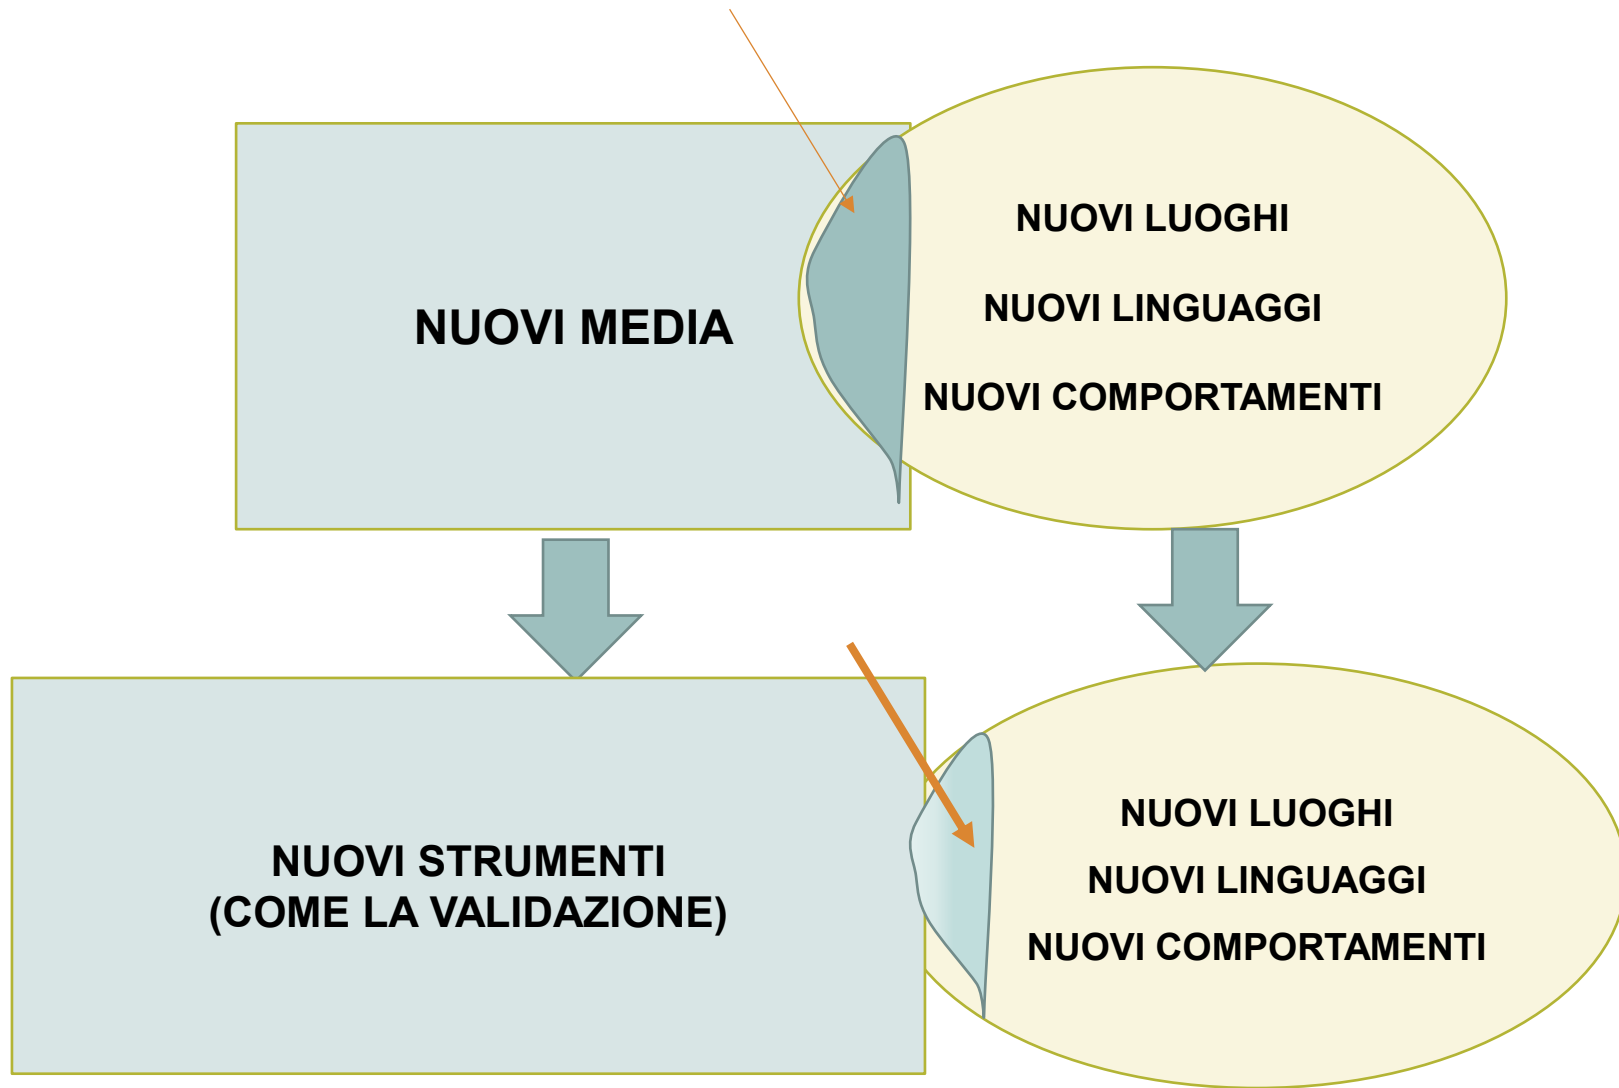 NUOVI MEDIA
NUOVI LUOGHI
NUOVI LINGUAGGI
NUOVI COMPORTAMENTI
NUOVI STRUMENTI
(COME LA VALIDAZIONE)
NUOVI LUOGHI
NUOVI LINGUAGGI
NUOVI COMPORTAMENTI